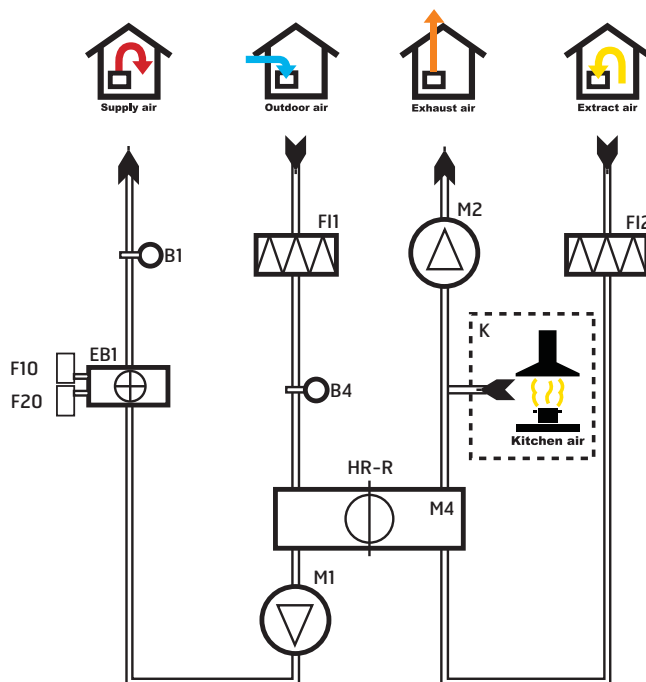 Supply air
Outdoor air
Exhaust air
Extract air
M2
FI1
FI2
B1
K
EB1
F10
F20
B4
Kitchen air
HR-R
M4
M1